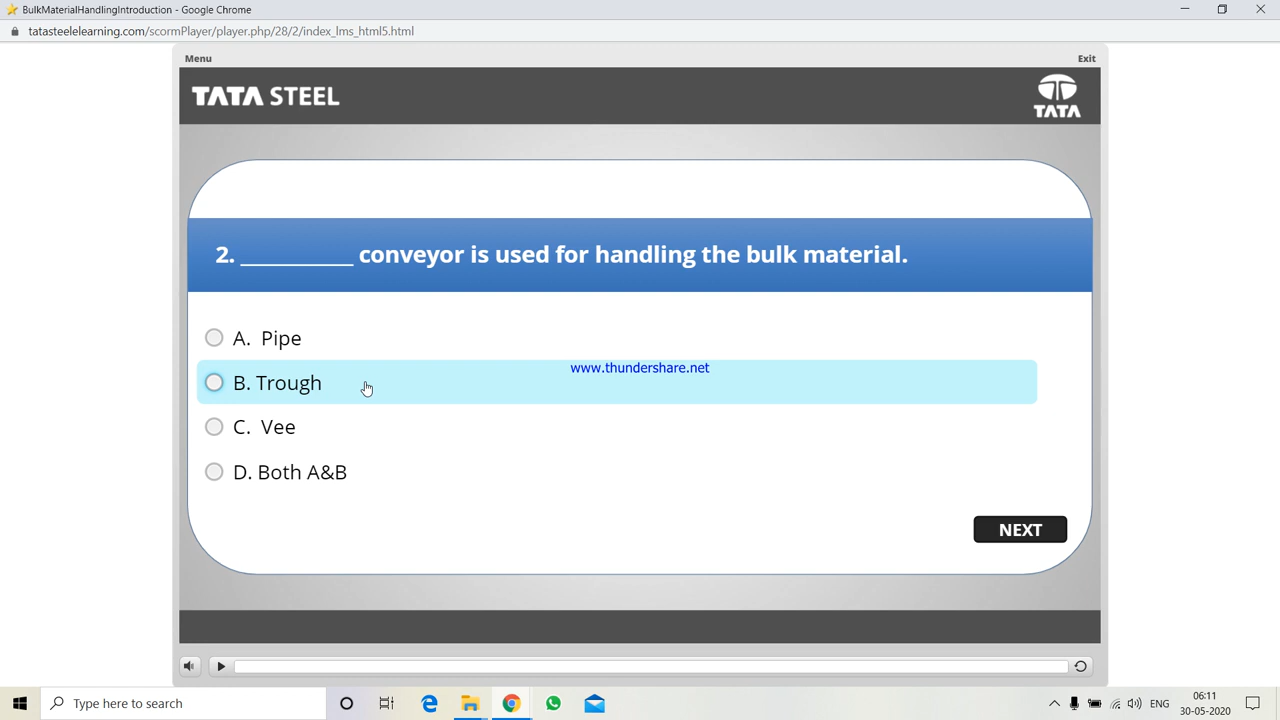 BulkMaterialHandlingIntroduction - Google Chrome
tatasteelelearning.com/scormPlayer/player.php/28/2/index_lms_html5.html
Menu
Exit
TATA STEEL
TATA
2. __________ conveyor is used for handling the bulk material.
A. Pipe
www.thundershare.net
B. Trough
C. Vee
D. Both A&B
NEXT
Type here to search
ENG
06:11
30-05-2020